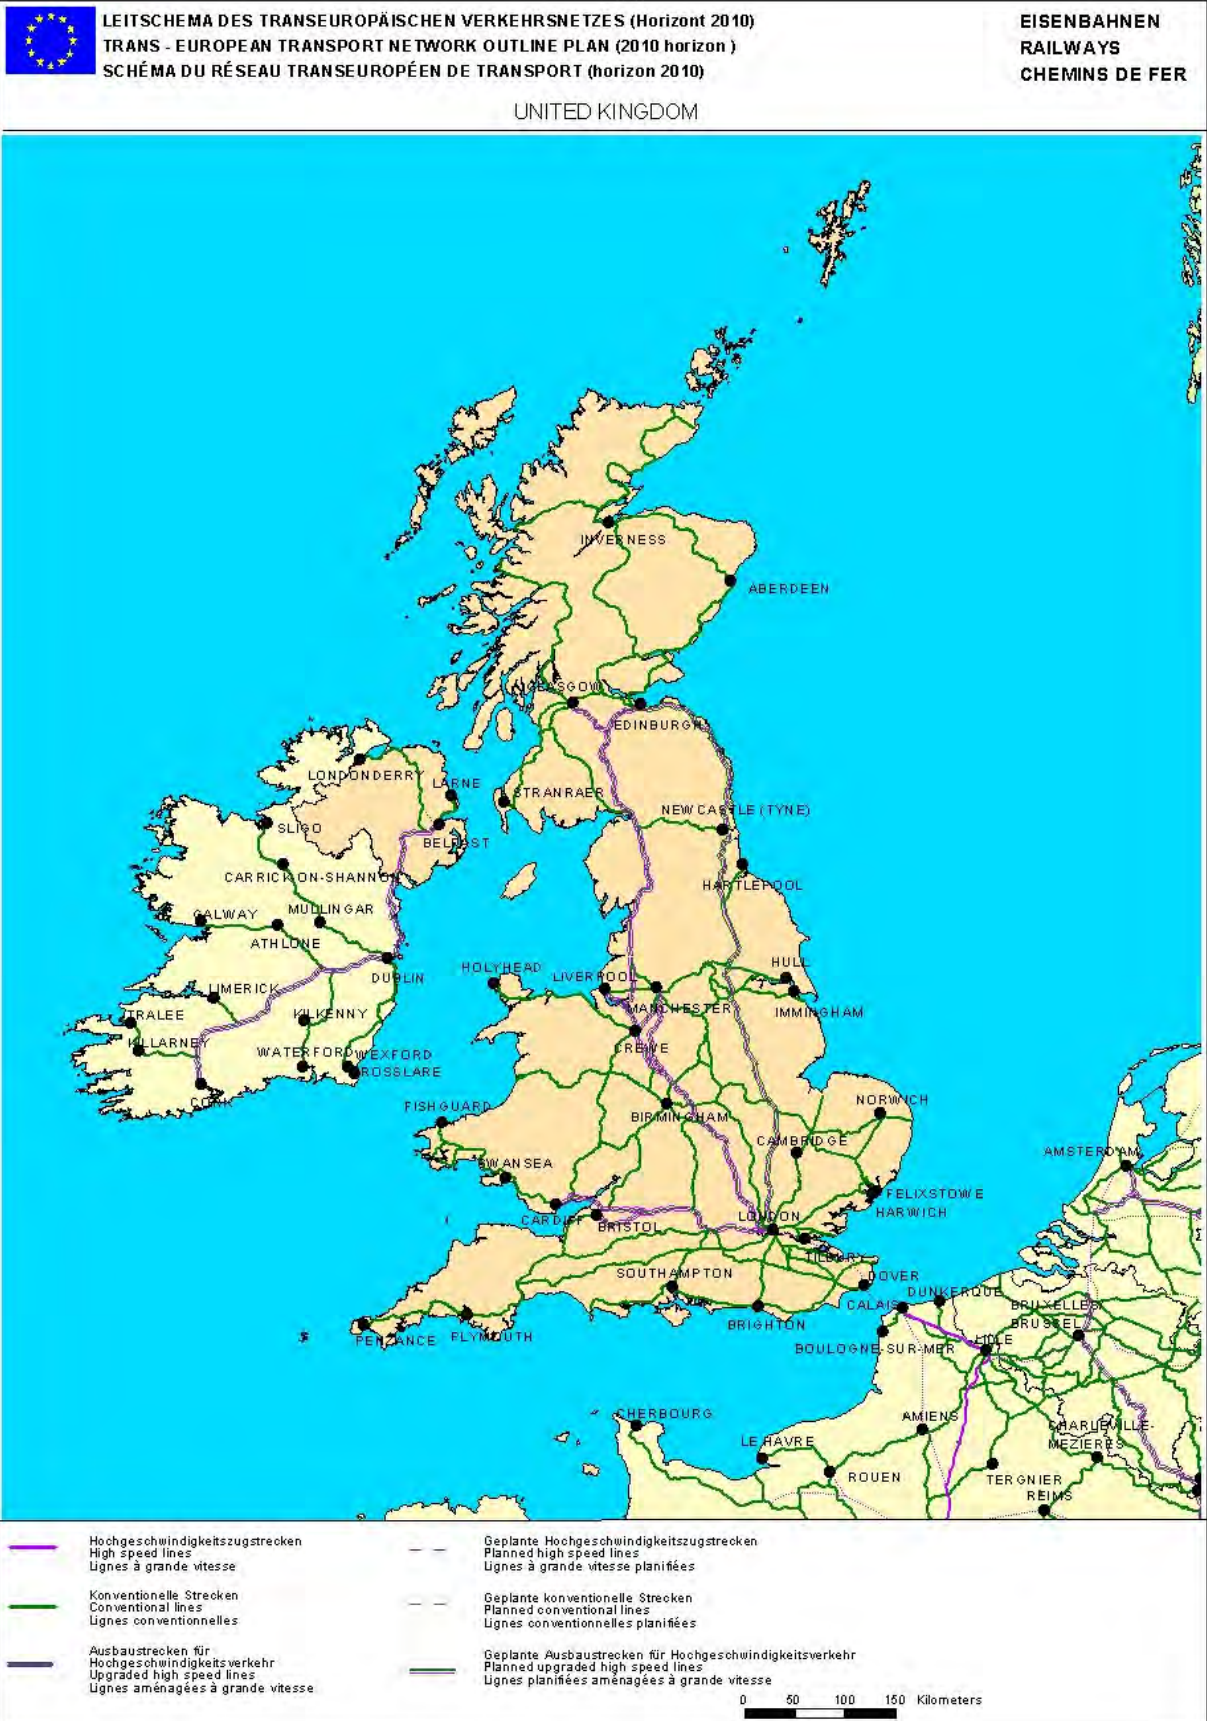 LEITSCHEMA DES TRANSEUROPÄISCHEN VERKEHRSNETZES (Horizont 2010)
TRANS - EUROPEAN TRANSPORT NETWORK OUTLINE PLAN (2010 horizon )
SCHÉMA DU RÉSEAU TRANSEUROPÉEN DE TRANSPORT (horizon 2010)
EISENBAHNEN
RAILWAYS
CHEMINS DE FER
UNITED KINGDOM
INVERNESS
ABERDEEN
GLASGOW
EDINBURGH
LONDONDERRY
LARNE
STRANRAER
NEWCASTLE (TYNE)
SLIGO
BELFAST
CARRICK-ON-SHANNON
HARTLEPOOL
GALWAY
MULLINGAR
ATHLONE
DUBLIN
HOLYHEAD
LIVERPOOL
HULL
LIMERICK
MANCHESTER
IMMINGHAM
TRALEE
KILKENNY
KILLARNEY
CREWE
WATERFORD
WEXFORD
ROSSLARE
CORK
FISHGUARD
BIRMINGHAM
NORWICH
CAMBRIDGE
AMSTERDAM
SWANSEA
FELIXSTOWE
HARWICH
CARDIFF
BRISTOL
LONDON
TILBURY
SOUTHAMPTON
DOVER
DUNKERQUE
CALAIS
BRUXELLES/
BRUSSEL
BRIGHTON
PENZANCE
PLYMOUTH
BOULOGNE-SUR-MER
LILLE
CHERBOURG
AMIENS
LE HAVRE
CHARLEVILLE-
MEZIERES
ROUEN
TERGNIER
REIMS
Hochgeschwindigkeitszugstrecken
High speed lines
Lignes à grande vitesse
Konventionelle Strecken
Conventional lines
Lignes conventionnelles
Ausbaustrecken für
Hochgeschwindigkeitsverkehr
Upgraded high speed lines
Lignes aménagées à grande vitesse
Geplante Hochgeschwindigkeitszugstrecken
Planned high speed lines
Lignes à grande vitesse planifiées
Geplante konventionelle Strecken
Planned conventional lines
Lignes conventionnelles planifiées
Geplante Ausbaustrecken für Hochgeschwindigkeitsverkehr
Planned upgraded high speed lines
Lignes planifiées aménagées à grande vitesse
0 50 100 150 Kilometers